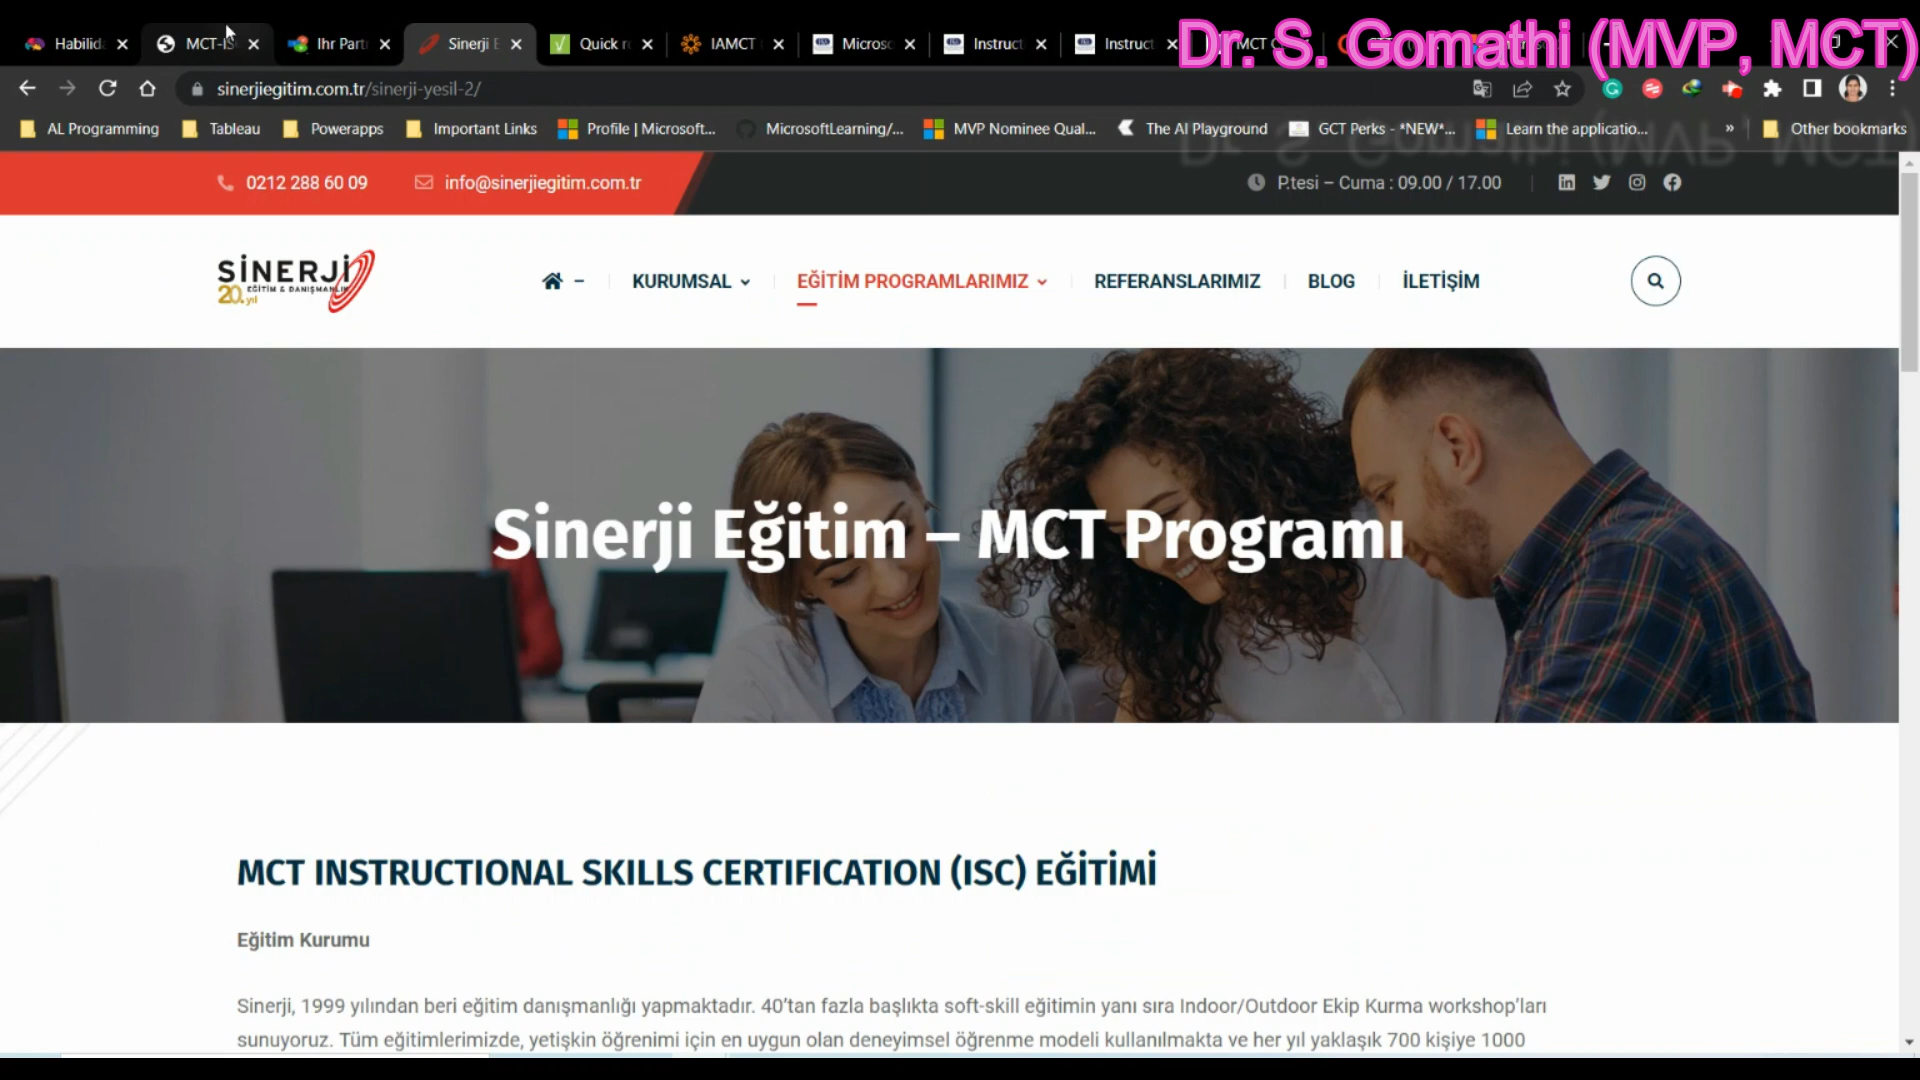 Habilid
MCT-IS
Ihr Part
Sinerji E
Quick r
IAMCT
Microso
Instruct
Instruct
MCT C
Dr. S. Gomathi (MVP, MCT)
sinerjiegitim.com.tr/sinerji-yesil-2/
AL Programming
Tableau
Powerapps
Important Links
Profile | Microsoft...
MicrosoftLearning/...
MVP Nominee Qual...
The AI Playground
GCT Perks - *NEW*...
Learn the applicatio...
»
Other bookmarks
0212 288 60 09
info@sinerjiegitim.com.tr
P.tesi – Cuma : 09.00 / 17.00
SİNERJİ
EĞİTİM & DANIŞMANLIK
20. yıl
–
KURUMSAL
EĞİTİM PROGRAMLARIMIZ
REFERANSLARIMIZ
BLOG
İLETİŞİM
Sinerji Eğitim – MCT Programı
MCT INSTRUCTIONAL SKILLS CERTIFICATION (ISC) EĞİTİMİ
Eğitim Kurumu
Sinerji, 1999 yılından beri eğitim danışmanlığı yapmaktadır. 40’tan fazla başlıkta soft-skill eğitimin yanı sıra Indoor/Outdoor Ekip Kurma workshop’ları
sunuyoruz. Tüm eğitimlerimizde, yetişkin öğrenimi için en uygun olan deneyimsel öğrenme modeli kullanılmakta ve her yıl yaklaşık 700 kişiye 1000